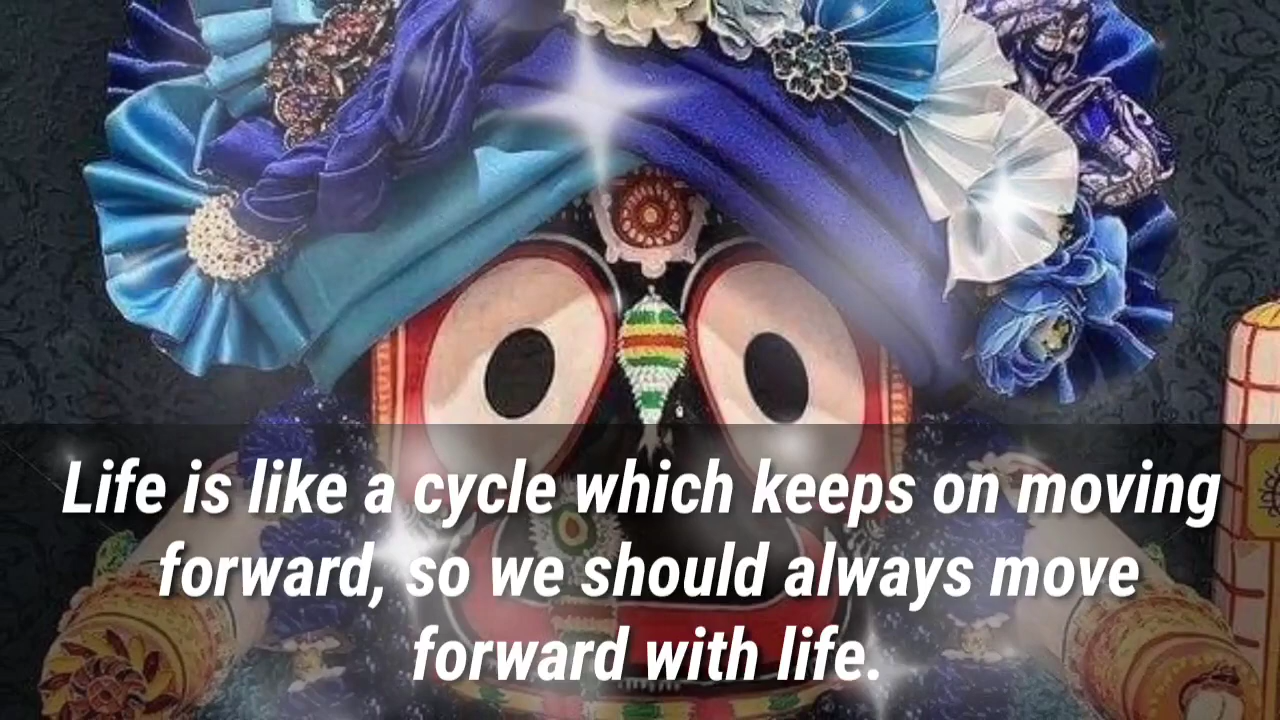 Life is like a cycle which keeps on moving
forward, so we should always move
forward with life.